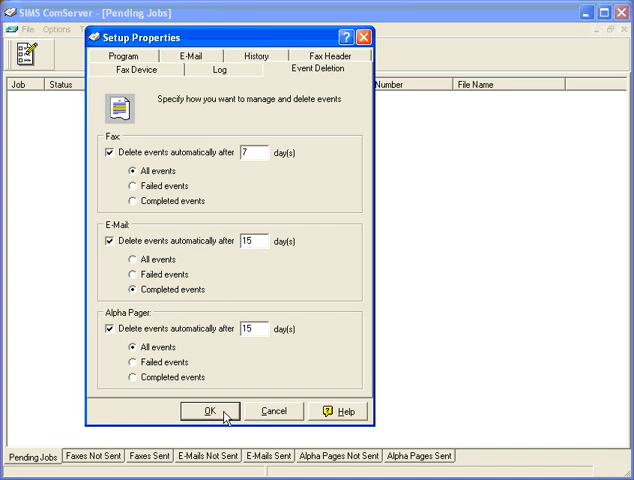 SIMS ComServer - [Pending Jobs]
File Options
Setup Properties
Program E-Mail History Fax Header
Fax Device Log Event Deletion
Job Status Number File Name
Specify how you want to manage and delete events
Fax:
Delete events automatically after 7 day(s)
All events
Failed events
Completed events
E-Mail:
Delete events automatically after 15 day(s)
All events
Failed events
Completed events
Alpha Pager:
Delete events automatically after 15 day(s)
All events
Failed events
Completed events
OK Cancel Help
Pending Jobs Faxes Not Sent Faxes Sent E-Mails Not Sent E-Mails Sent Alpha Pages Not Sent Alpha Pages Sent